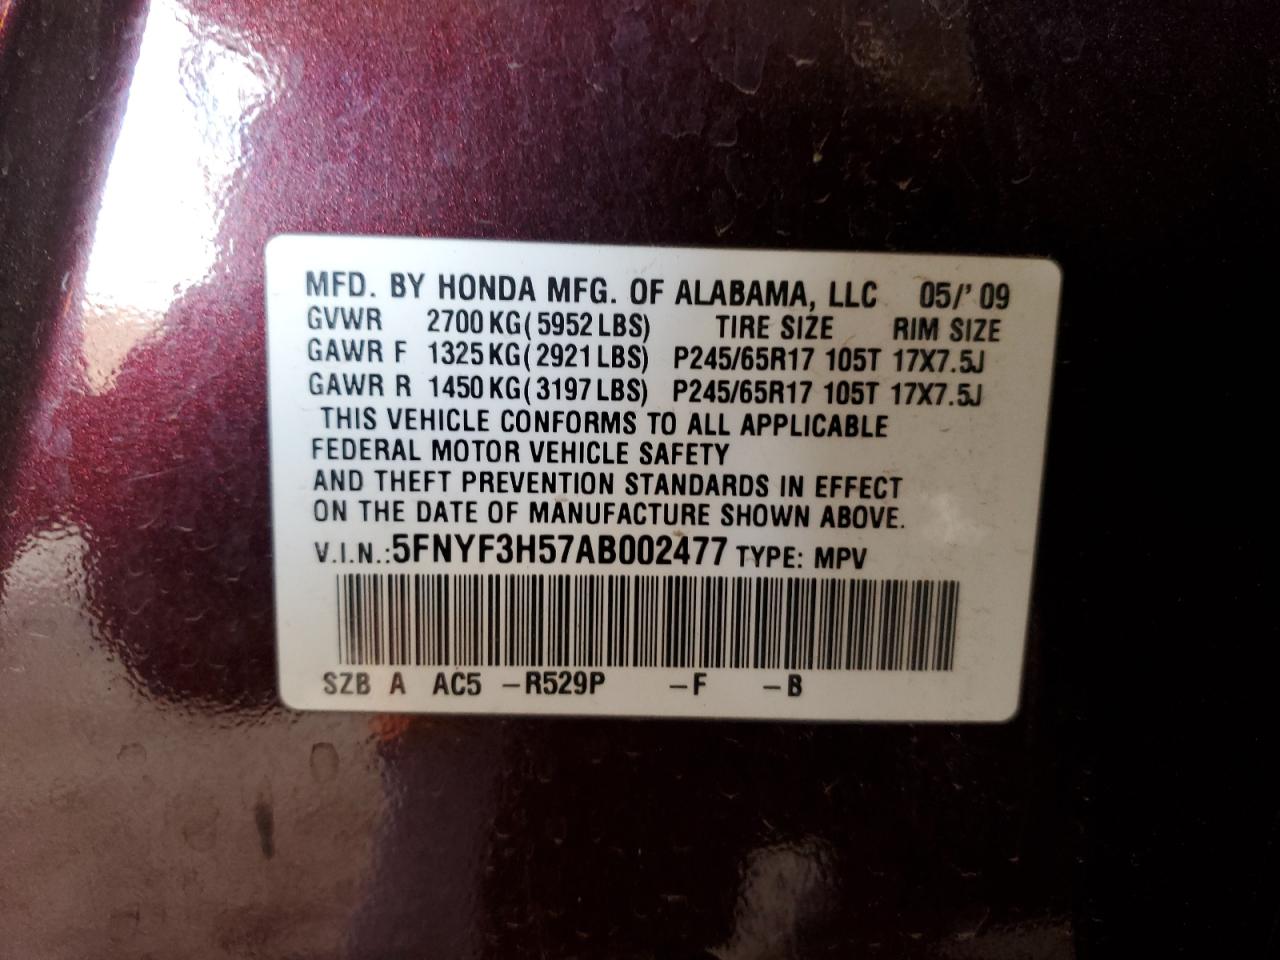 MFD. BY HONDA MFG. OF ALABAMA, LLC 05/' 09
GVWR 2700 KG(5952 LBS) TIRE SIZE RIM SIZE
GAWR F 1325 KG(2921 LBS) P245/65R17 105T 17X7.5J
GAWR R 1450 KG(3197 LBS) P245/65R17 105T 17X7.5J
THIS VEHICLE CONFORMS TO ALL APPLICABLE
FEDERAL MOTOR VEHICLE SAFETY
AND THEFT PREVENTION STANDARDS IN EFFECT
ON THE DATE OF MANUFACTURE SHOWN ABOVE.
V.I.N.:5FNYF3H57AB002477 TYPE: MPV
SZB A AC5 -R529P -F -B